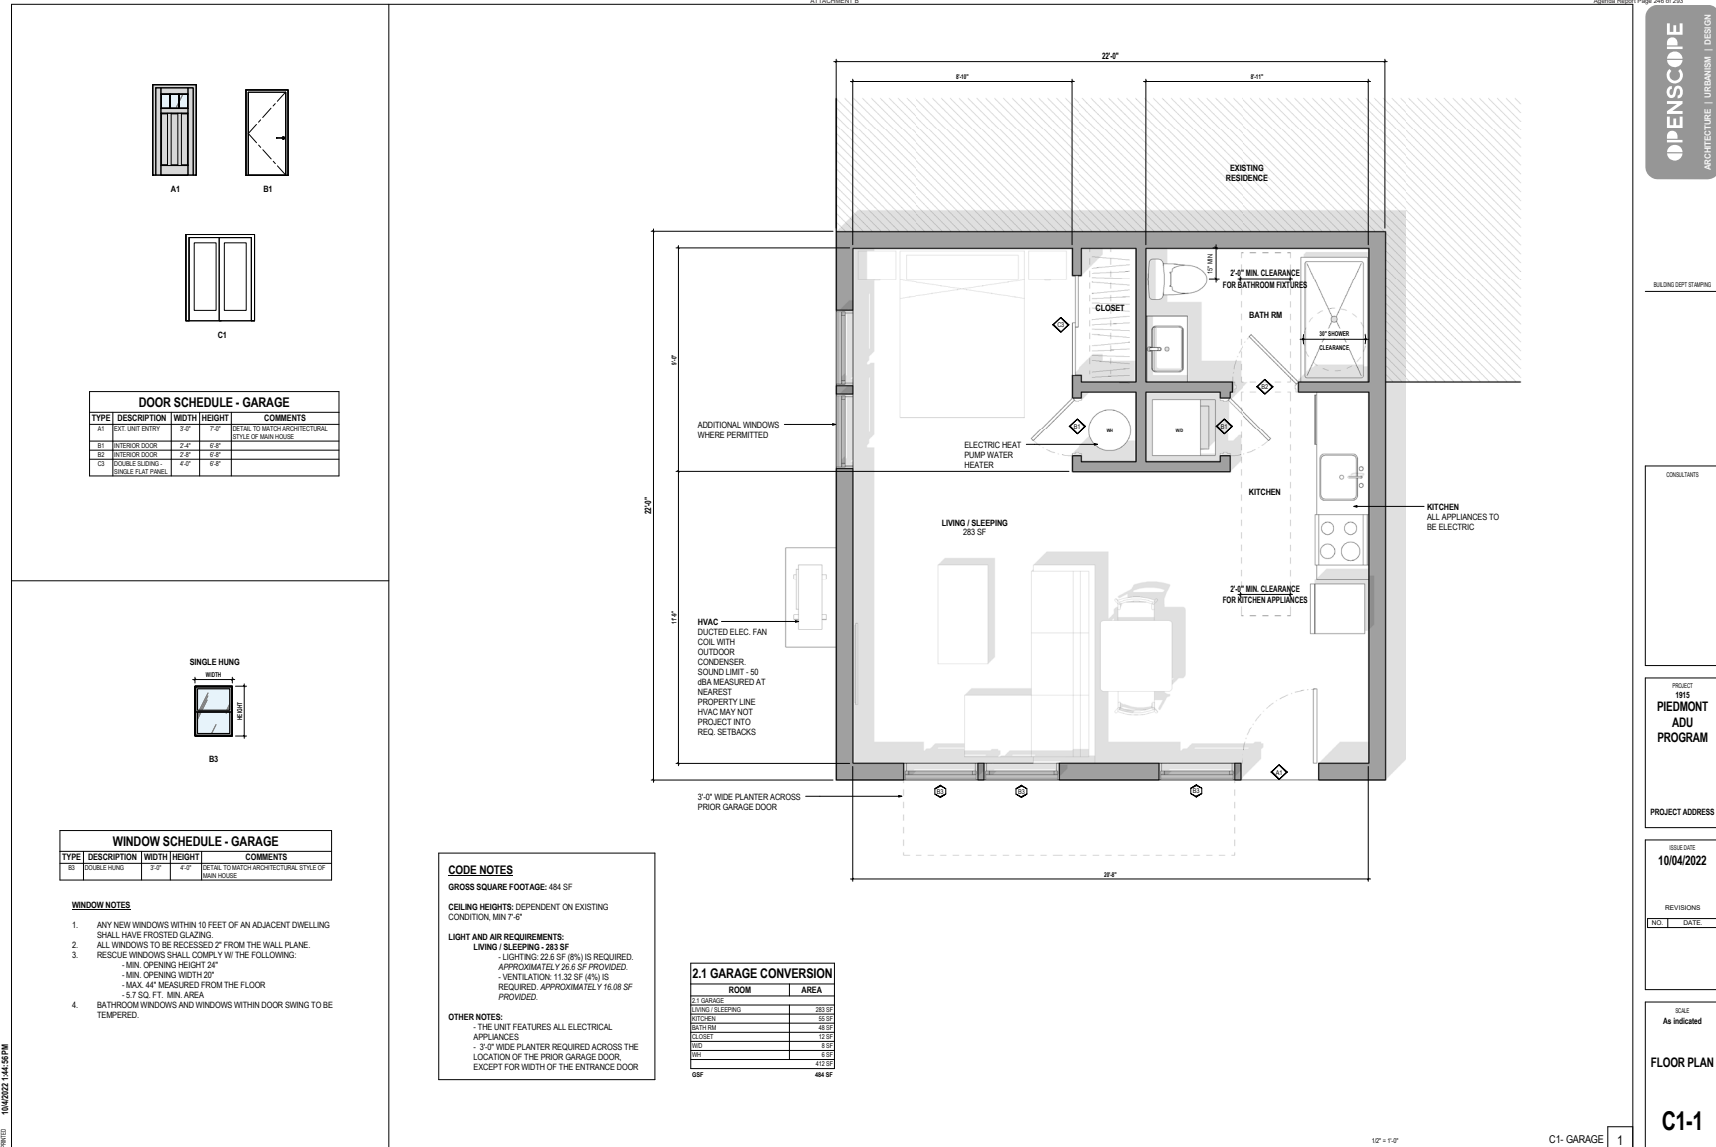 ATTACHMENT B
Agenda Report Page 246 of 293
A1
B1
C1
DOOR SCHEDULE - GARAGE
TYPE DESCRIPTION WIDTH HEIGHT COMMENTS
A1 EXT. UNIT ENTRY 3'-0" 7'-0" DETAIL TO MATCH ARCHITECTURAL
STYLE OF MAIN HOUSE
B1 INTERIOR DOOR 2'-4" 6'-8"
B2 INTERIOR DOOR 2'-8" 6'-8"
C3 DOUBLE SLIDING - 4'-0" 6'-8"
SINGLE FLAT PANEL
SINGLE HUNG
WIDTH
HEIGHT
B3
WINDOW SCHEDULE - GARAGE
TYPE DESCRIPTION WIDTH HEIGHT COMMENTS
B3 DOUBLE HUNG 3'-0" 4'-0" DETAIL TO MATCH ARCHITECTURAL STYLE OF
MAIN HOUSE
WINDOW NOTES
1. ANY NEW WINDOWS WITHIN 10 FEET OF AN ADJACENT DWELLING
SHALL HAVE FROSTED GLAZING.
2. ALL WINDOWS TO BE RECESSED 2" FROM THE WALL PLANE.
3. RESCUE WINDOWS SHALL COMPLY W/ THE FOLLOWING:
- MIN. OPENING HEIGHT 24"
- MIN. OPENING WIDTH 20"
- MAX. 44" MEASURED FROM THE FLOOR
- 5.7 SQ. FT. MIN. AREA
4. BATHROOM WINDOWS AND WINDOWS WITHIN DOOR SWING TO BE
TEMPERED.
PRINTED 10/4/2022 1:44:56 PM
22'-0"
8'-10"
8'-11"
EXISTING
RESIDENCE
15" MIN
2'-0" MIN. CLEARANCE
FOR BATHROOM FIXTURES
CLOSET
BATH RM
C3
30" SHOWER
CLEARANCE
B2
ADDITIONAL WINDOWS
WHERE PERMITTED
B1
WH
W/D
B1
ELECTRIC HEAT
PUMP WATER
HEATER
KITCHEN
22'-0"
LIVING / SLEEPING
283 SF
KITCHEN
ALL APPLIANCES TO
BE ELECTRIC
2'-0" MIN. CLEARANCE
FOR KITCHEN APPLIANCES
HVAC
DUCTED ELEC. FAN
COIL WITH
OUTDOOR
CONDENSER.
SOUND LIMIT - 50
dBA MEASURED AT
NEAREST
PROPERTY LINE
HVAC MAY NOT
PROJECT INTO
REQ. SETBACKS
A1
B3
B3
B3
3'-0" WIDE PLANTER ACROSS
PRIOR GARAGE DOOR
20'-8"
CODE NOTES
GROSS SQUARE FOOTAGE: 484 SF
CEILING HEIGHTS: DEPENDENT ON EXISTING
CONDITION, MIN 7'-6"
LIGHT AND AIR REQUIREMENTS:
LIVING / SLEEPING - 283 SF
- LIGHTING: 22.6 SF (8%) IS REQUIRED.
APPROXIMATELY 26.6 SF PROVIDED.
- VENTILATION: 11.32 SF (4%) IS
REQUIRED. APPROXIMATELY 16.08 SF
PROVIDED.
OTHER NOTES:
- THE UNIT FEATURES ALL ELECTRICAL
APPLIANCES
- 3'-0" WIDE PLANTER REQUIRED ACROSS THE
LOCATION OF THE PRIOR GARAGE DOOR,
EXCEPT FOR WIDTH OF THE ENTRANCE DOOR
2.1 GARAGE CONVERSION
ROOM AREA
2.1 GARAGE
LIVING / SLEEPING 283 SF
KITCHEN 55 SF
BATH RM 48 SF
CLOSET 12 SF
W/D 8 SF
WH 6 SF
412 SF
GSF 484 SF
1/2" = 1'-0"
C1- GARAGE 1
OPENSCOPE
ARCHITECTURE | URBANISM | DESIGN
BUILDING DEPT STAMPING
CONSULTANTS
PROJECT
1915
PIEDMONT
ADU
PROGRAM
PROJECT ADDRESS
ISSUE DATE
10/04/2022
REVISIONS
NO. DATE.
SCALE
As indicated
FLOOR PLAN
C1-1